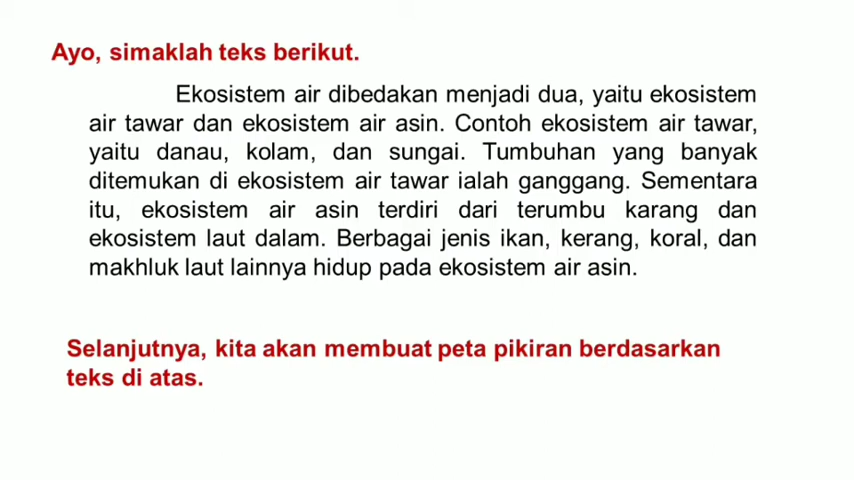 Ayo, simaklah teks berikut.
Ekosistem air dibedakan menjadi dua, yaitu ekosistem
air tawar dan ekosistem air asin. Contoh ekosistem air tawar,
yaitu danau, kolam, dan sungai. Tumbuhan yang banyak
ditemukan di ekosistem air tawar ialah ganggang. Sementara
itu, ekosistem air asin terdiri dari terumbu karang dan
ekosistem laut dalam. Berbagai jenis ikan, kerang, koral, dan
makhluk laut lainnya hidup pada ekosistem air asin.
Selanjutnya, kita akan membuat peta pikiran berdasarkan
teks di atas.